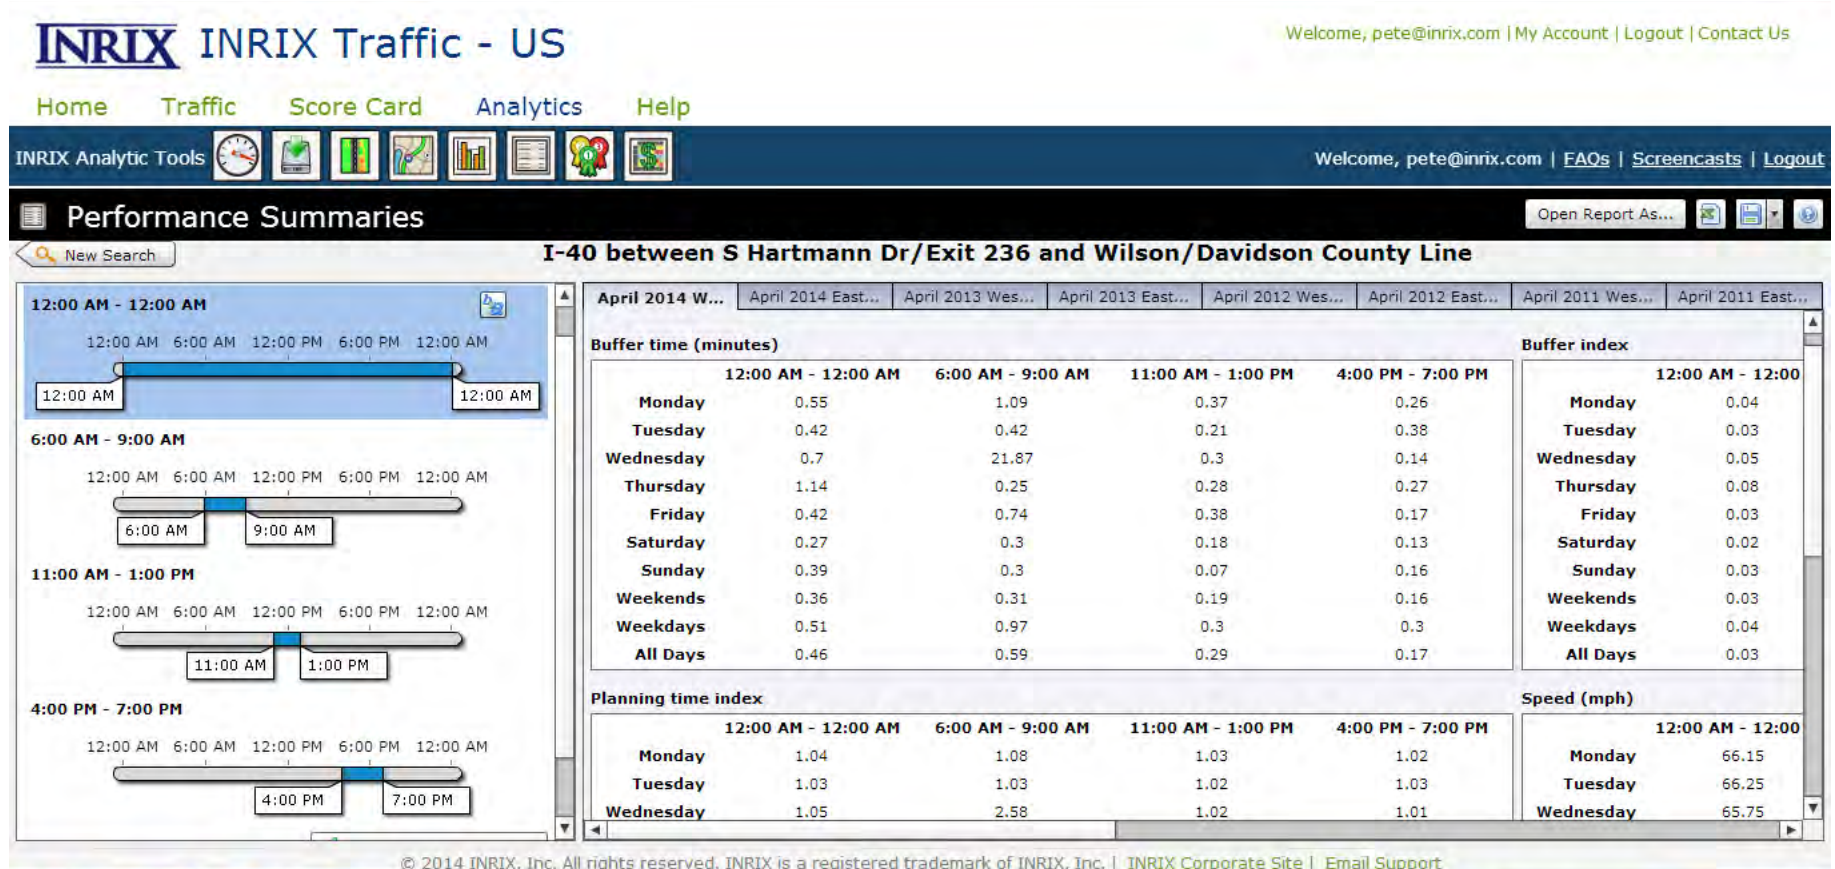 INRIX INRIX Traffic - US
Welcome, pete@inrix.com | My Account | Logout | Contact Us
Home Traffic Score Card Analytics Help
INRIX Analytic Tools
Welcome, pete@inrix.com | FAQs | Screencasts | Logout
Performance Summaries
Open Report As...
New Search
I-40 between S Hartmann Dr/Exit 236 and Wilson/Davidson County Line
12:00 AM - 12:00 AM
12:00 AM 6:00 AM 12:00 PM 6:00 PM 12:00 AM
12:00 AM 12:00 AM
6:00 AM - 9:00 AM
12:00 AM 6:00 AM 12:00 PM 6:00 PM 12:00 AM
6:00 AM 9:00 AM
11:00 AM - 1:00 PM
12:00 AM 6:00 AM 12:00 PM 6:00 PM 12:00 AM
11:00 AM 1:00 PM
4:00 PM - 7:00 PM
12:00 AM 6:00 AM 12:00 PM 6:00 PM 12:00 AM
4:00 PM 7:00 PM
April 2014 W... April 2014 East... April 2013 Wes... April 2013 East... April 2012 Wes... April 2012 East... April 2011 Wes... April 2011 East...
Buffer time (minutes)
12:00 AM - 12:00 AM 6:00 AM - 9:00 AM 11:00 AM - 1:00 PM 4:00 PM - 7:00 PM
Monday 0.55 1.09 0.37 0.26
Tuesday 0.42 0.42 0.21 0.38
Wednesday 0.7 21.87 0.3 0.14
Thursday 1.14 0.25 0.28 0.27
Friday 0.42 0.74 0.38 0.17
Saturday 0.27 0.3 0.18 0.13
Sunday 0.39 0.3 0.07 0.16
Weekends 0.36 0.31 0.19 0.16
Weekdays 0.51 0.97 0.3 0.3
All Days 0.46 0.59 0.29 0.17
Buffer index
12:00 AM - 12:00
Monday 0.04
Tuesday 0.03
Wednesday 0.05
Thursday 0.08
Friday 0.03
Saturday 0.02
Sunday 0.03
Weekends 0.03
Weekdays 0.04
All Days 0.03
Planning time index
12:00 AM - 12:00 AM 6:00 AM - 9:00 AM 11:00 AM - 1:00 PM 4:00 PM - 7:00 PM
Monday 1.04 1.08 1.03 1.02
Tuesday 1.03 1.03 1.02 1.03
Wednesday 1.05 2.58 1.02 1.01
Speed (mph)
12:00 AM - 12:00
Monday 66.15
Tuesday 66.25
Wednesday 65.75
© 2014 INRIX, Inc. All rights reserved. INRIX is a registered trademark of INRIX, Inc. | INRIX Corporate Site | Email Support